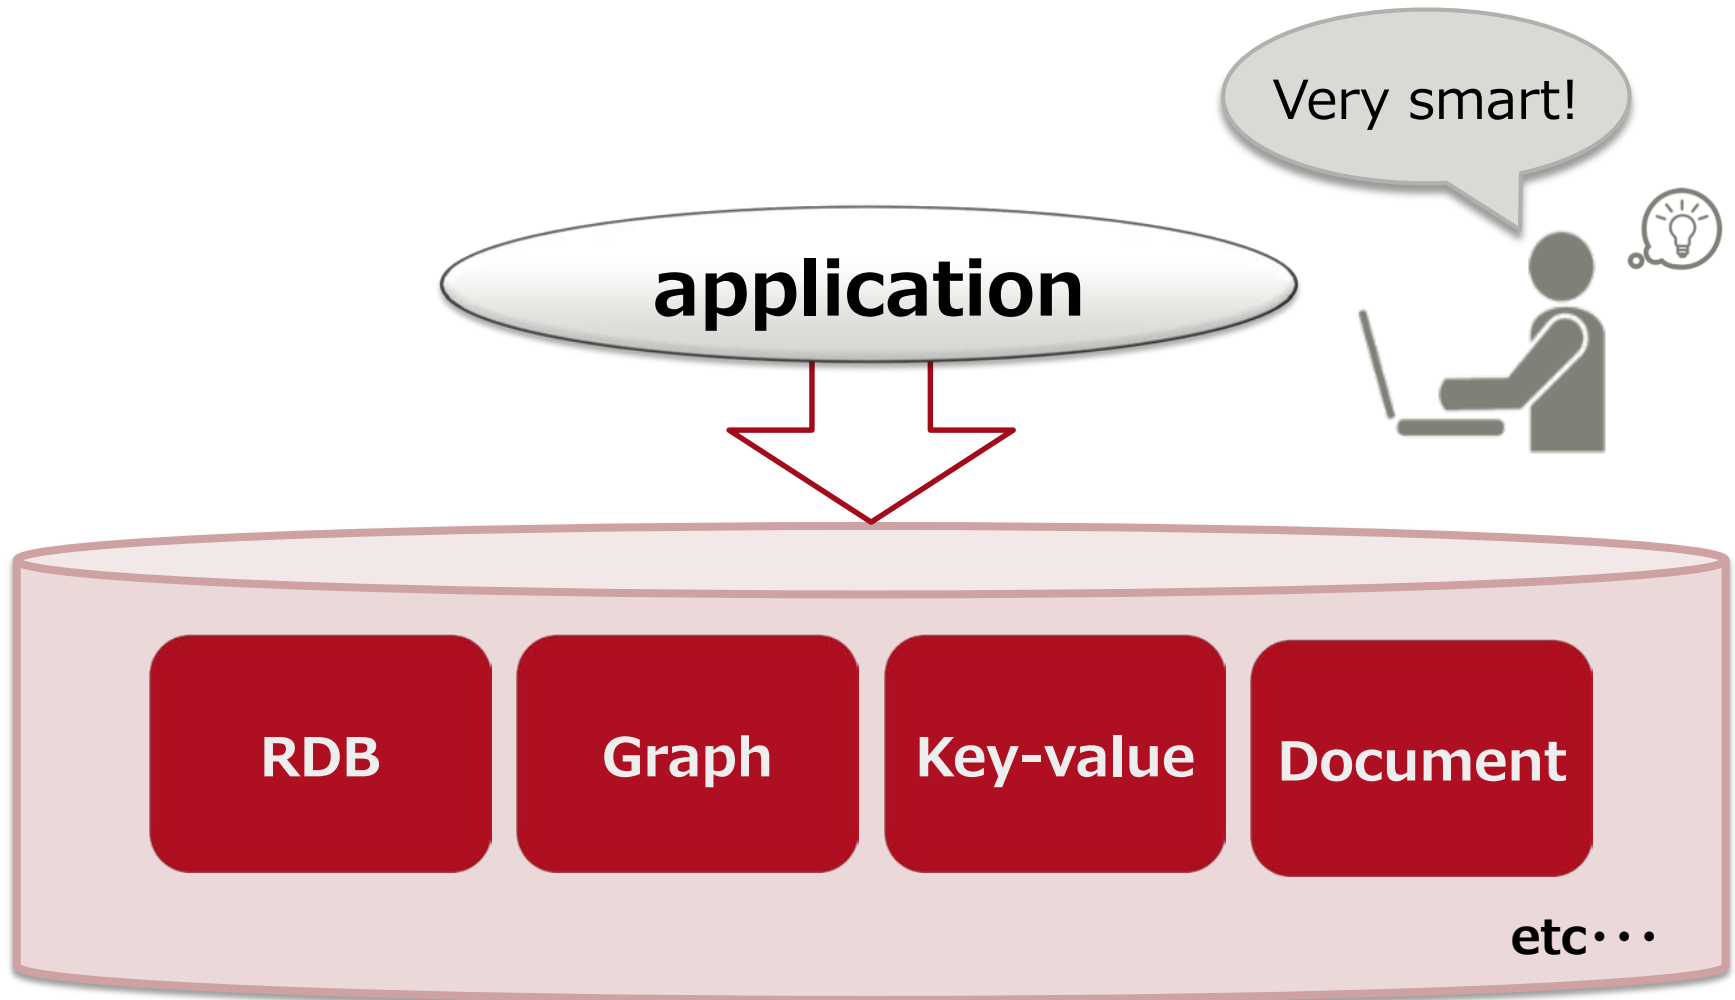 Very smart!
application
RDB
Graph
Key-value
Document
etc・・・